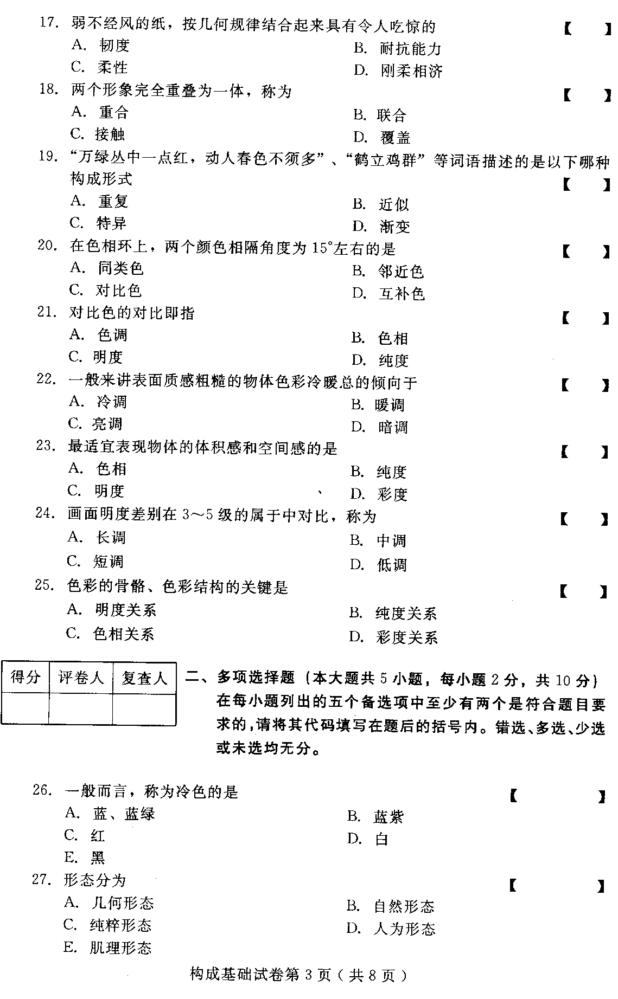 17. 弱不经风的纸，按几何规律结合起来具有令人吃惊的 【 】
A. 韧度 B. 耐抗能力
C. 柔性 D. 刚柔相济
18. 两个形象完全重叠为一体，称为 【 】
A. 重合 B. 联合
C. 接触 D. 覆盖
19. “万绿丛中一点红，动人春色不须多”、“鹤立鸡群”等词语描述的是以下哪种
构成形式 【 】
A. 重复 B. 近似
C. 特异 D. 渐变
20. 在色相环上，两个颜色相隔角度为 15°左右的是 【 】
A. 同类色 B. 邻近色
C. 对比色 D. 互补色
21. 对比色的对比即指 【 】
A. 色调 B. 色相
C. 明度 D. 纯度
22. 一般来讲表面质感粗糙的物体色彩冷暖总的倾向于 【 】
A. 冷调 B. 暖调
C. 亮调 D. 暗调
23. 最适宜表现物体的体积感和空间感的是 【 】
A. 色相 B. 纯度
C. 明度 D. 彩度
24. 画面明度差别在 3～5 级的属于中对比，称为 【 】
A. 长调 B. 中调
C. 短调 D. 低调
25. 色彩的骨骼、色彩结构的关键是 【 】
A. 明度关系 B. 纯度关系
C. 色相关系 D. 彩度关系
得分 评卷人 复查人
二、多项选择题（本大题共 5 小题，每小题 2 分，共 10 分）
在每小题列出的五个备选项中至少有两个是符合题目要
求的，请将其代码填写在题后的括号内。错选、多选、少选
或未选均无分。
26. 一般而言，称为冷色的是 【 】
A. 蓝、蓝绿 B. 蓝紫
C. 红 D. 白
E. 黑
27. 形态分为 【 】
A. 几何形态 B. 自然形态
C. 纯粹形态 D. 人为形态
E. 肌理形态
构成基础试卷第 3 页（共 8 页）